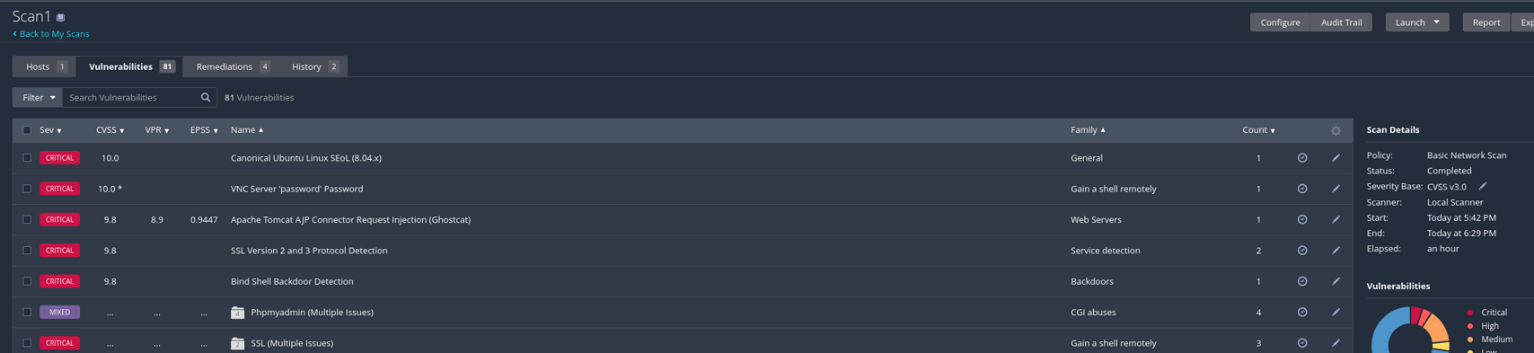 Scan1
Configure Audit Trail Launch Report Exp
< Back to My Scans
Hosts 1 Vulnerabilities 81 Remediations 4 History 2
Filter Search Vulnerabilities 81 Vulnerabilities
Sev CVSS VPR EPSS Name Family Count
CRITICAL 10.0 Canonical Ubuntu Linux SEoL (8.04.x) General 1
CRITICAL 10.0 * VNC Server 'password' Password Gain a shell remotely 1
CRITICAL 9.8 8.9 0.9447 Apache Tomcat AJP Connector Request Injection (Ghostcat) Web Servers 1
CRITICAL 9.8 SSL Version 2 and 3 Protocol Detection Service detection 2
CRITICAL 9.8 Bind Shell Backdoor Detection Backdoors 1
MIXED ... ... ... 4 Phpmyadmin (Multiple Issues) CGI abuses 4
CRITICAL ... ... ... SSL (Multiple Issues) Gain a shell remotely 3
Scan Details
Policy: Basic Network Scan
Status: Completed
Severity Base: CVSS v3.0
Scanner: Local Scanner
Start: Today at 5:42 PM
End: Today at 6:29 PM
Elapsed: an hour
Vulnerabilities
Critical
High
Medium
Low